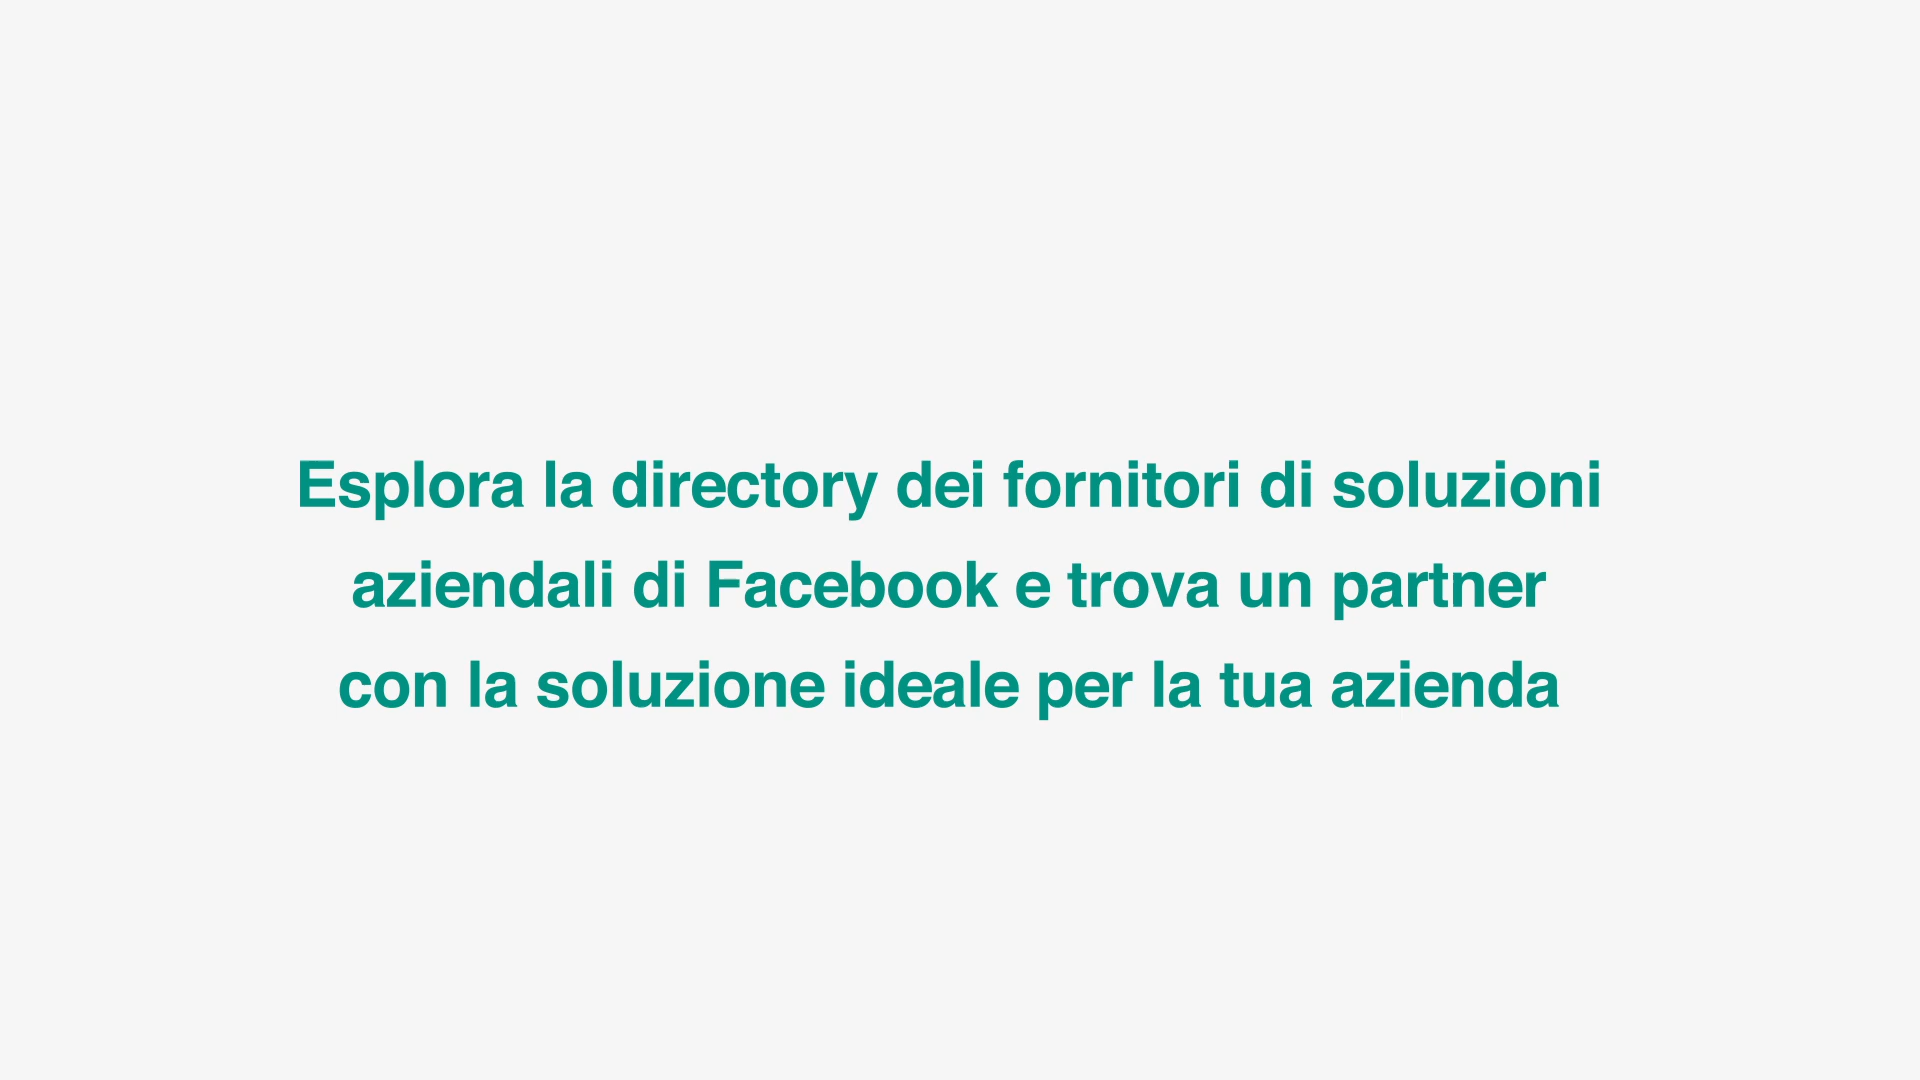 Esplora la directory dei fornitori di soluzioni
aziendali di Facebook e trova un partner
con la soluzione ideale per la tua azienda